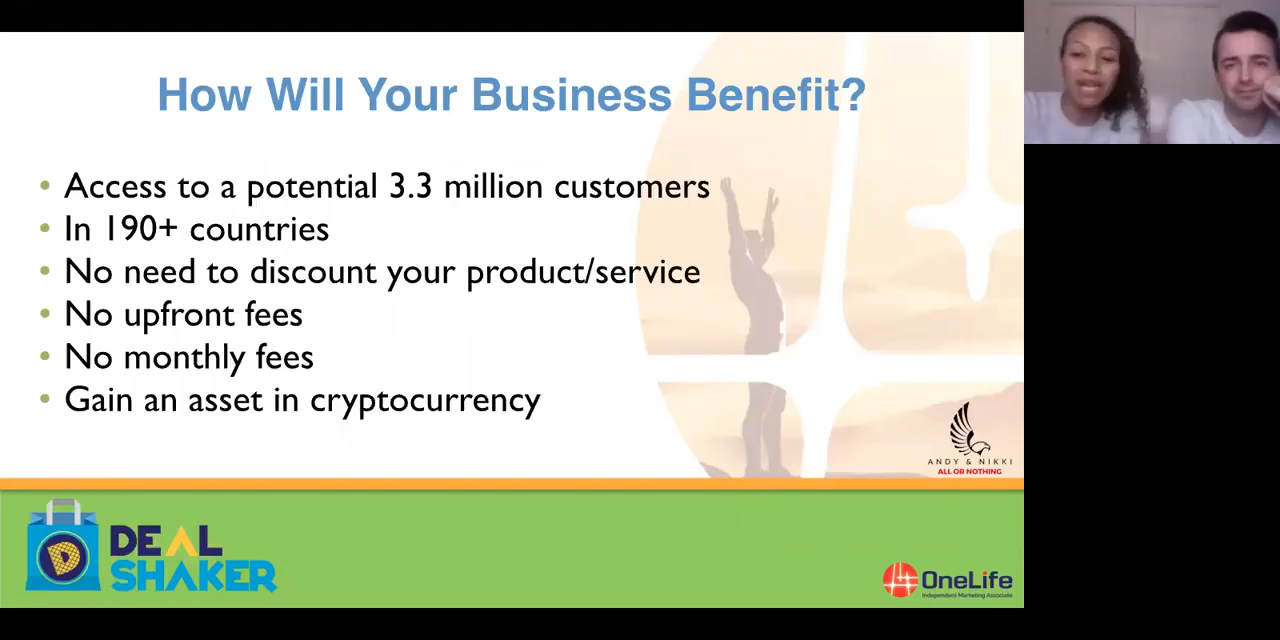 How Will Your Business Benefit?
• Access to a potential 3.3 million customers
• In 190+ countries
• No need to discount your product/service
• No upfront fees
• No monthly fees
• Gain an asset in cryptocurrency
ANDY & NIKKI
ALL OR NOTHING
D
DEAL
SHAKER
OneLife
Independent Marketing Associate